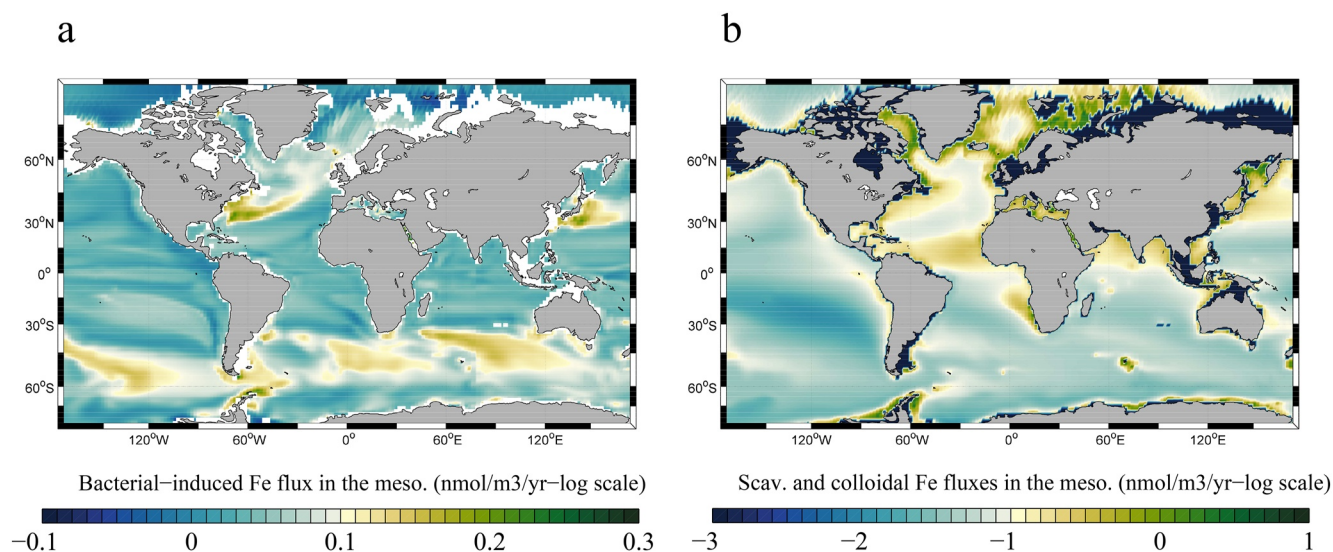 a
b
60°N
30°N
0°
30°S
60°S
120°W 60°W 0° 60°E 120°E
60°N
30°N
0°
30°S
60°S
120°W 60°W 0° 60°E 120°E
Bacterial−induced Fe flux in the meso. (nmol/m3/yr−log scale)
−0.1 0 0.1 0.2 0.3
Scav. and colloidal Fe fluxes in the meso. (nmol/m3/yr−log scale)
−3 −2 −1 0 1